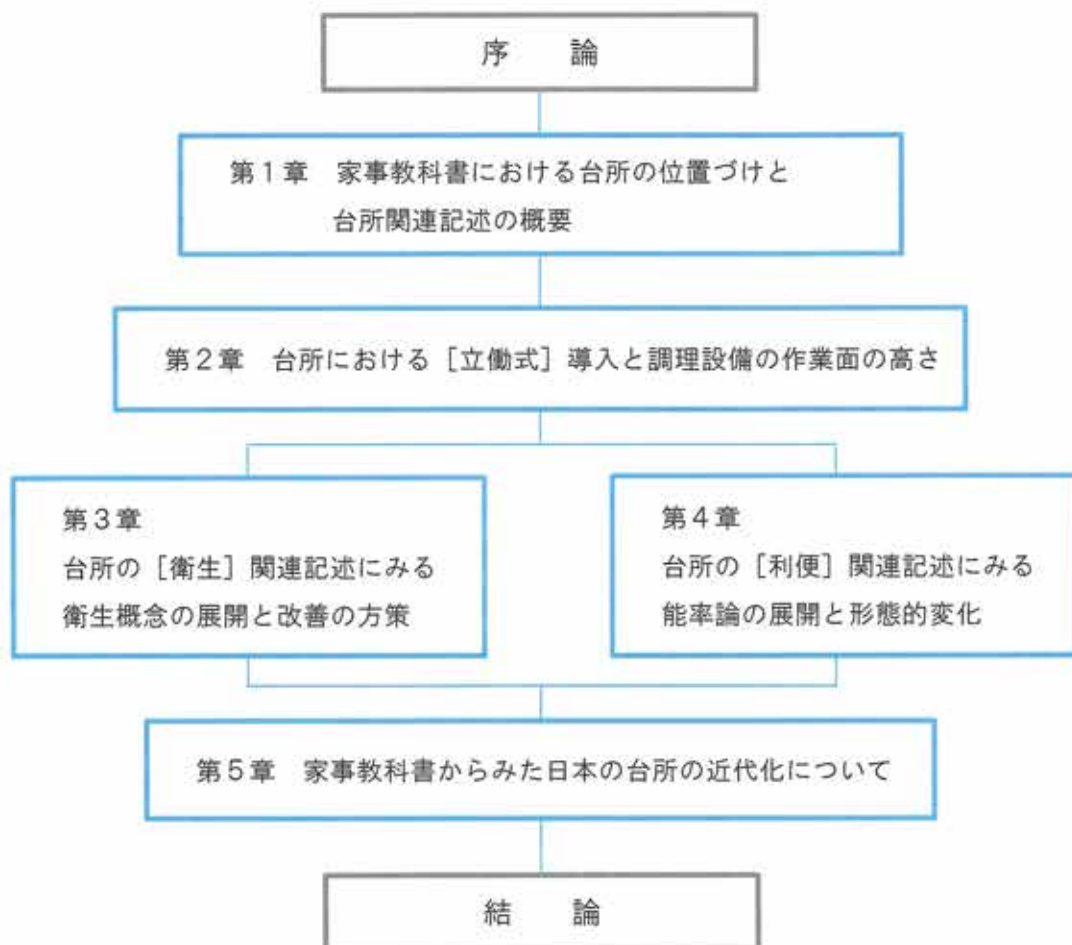 序　論
第1章　家事教科書における台所の位置づけと
台所関連記述の概要
第2章　台所における［立働式］導入と調理設備の作業面の高さ
第3章
台所の［衛生］関連記述にみる
衛生概念の展開と改善の方策
第4章
台所の［利便］関連記述にみる
能率論の展開と形態的変化
第5章　家事教科書からみた日本の台所の近代化について
結　論